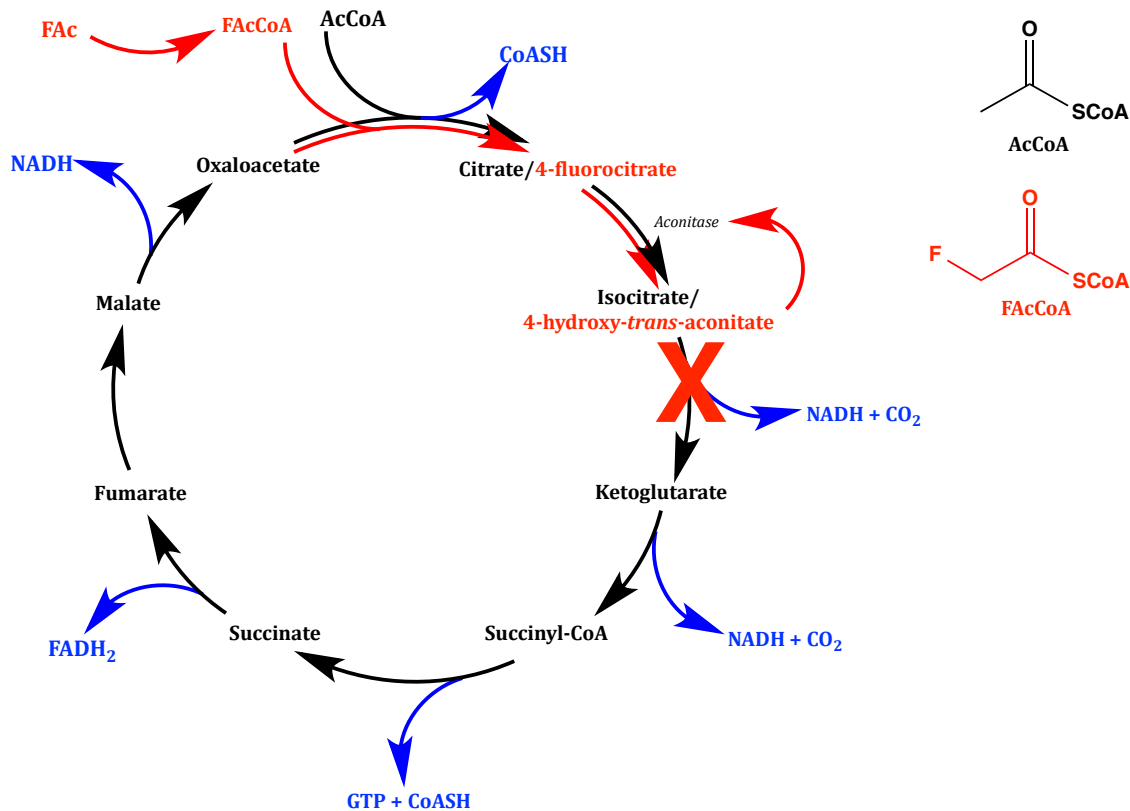 FAc
FAcCoA
AcCoA
CoASH
NADH
Oxaloacetate
Citrate/4-fluorocitrate
Aconitase
Isocitrate/
4-hydroxy-trans-aconitate
X
Malate
NADH + CO₂
Ketoglutarate
Fumarate
Succinate
Succinyl-CoA
NADH + CO₂
FADH₂
GTP + CoASH
O
SCoA
AcCoA
O
F
SCoA
FAcCoA